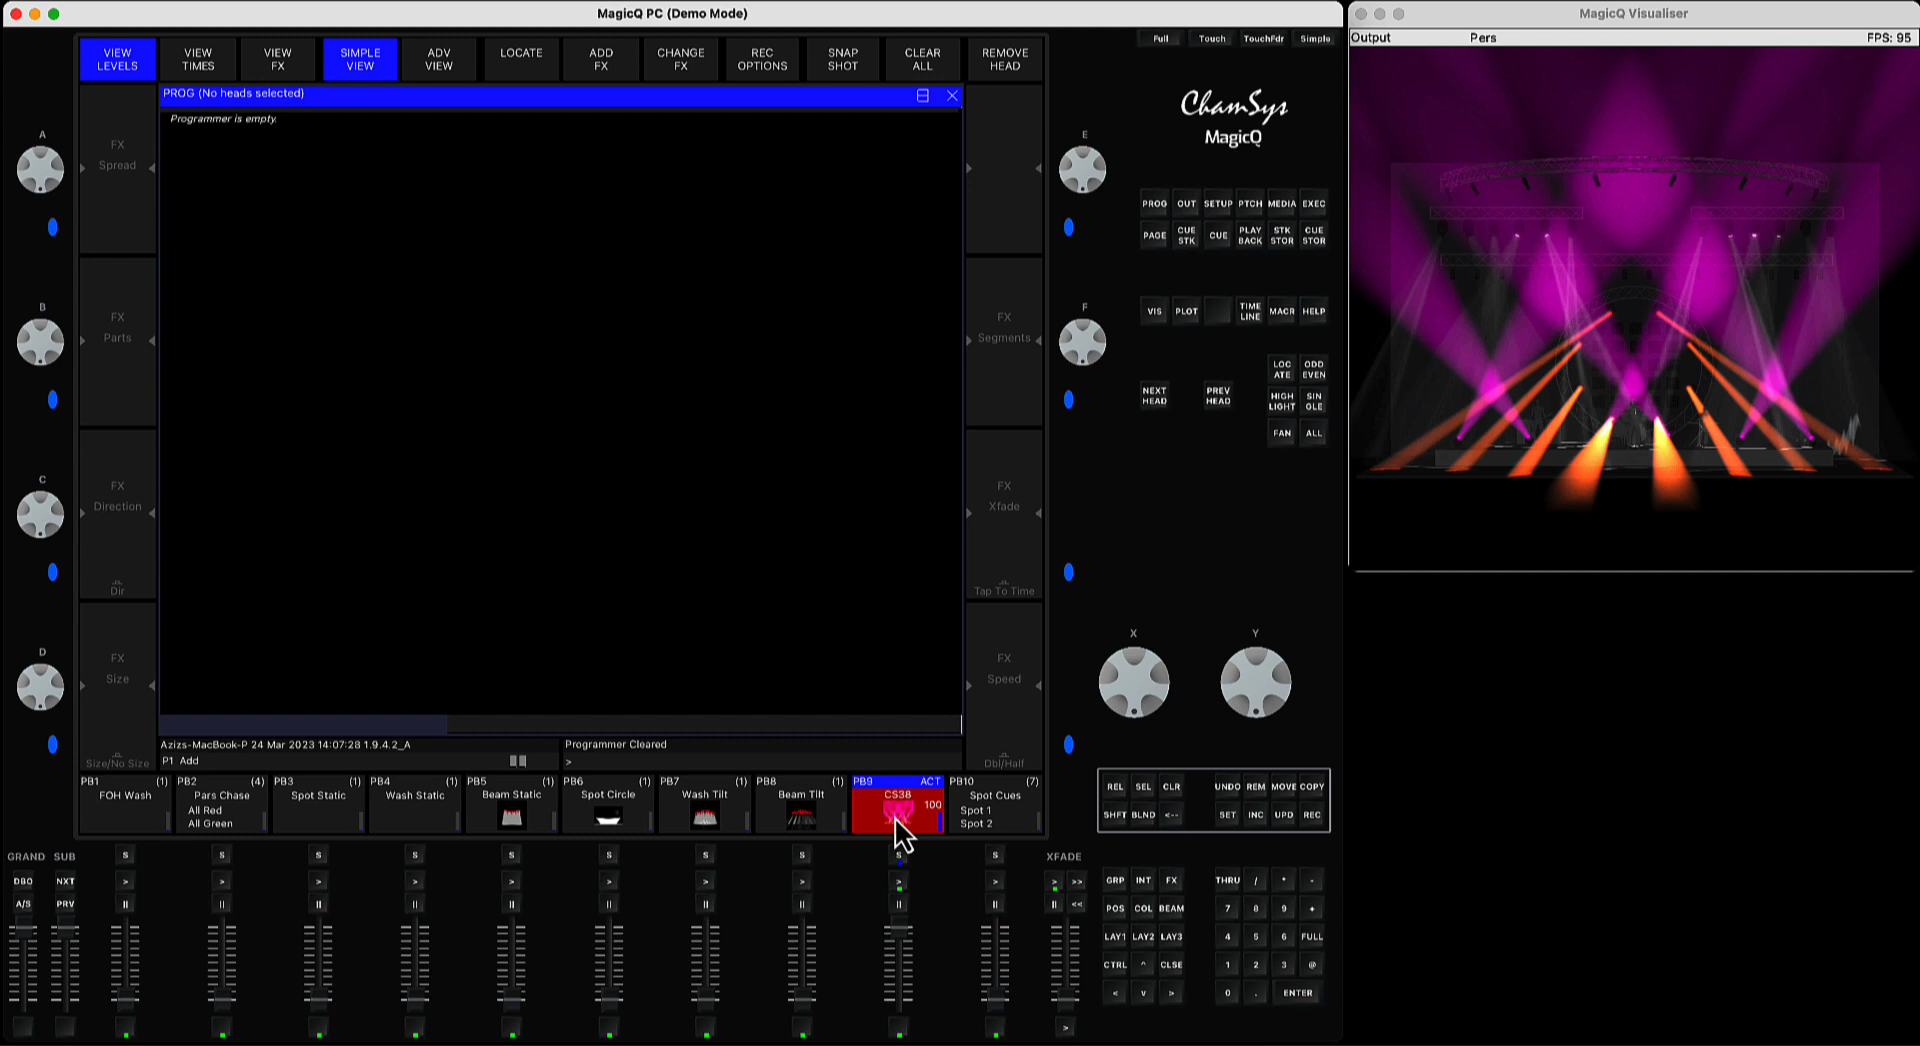 MagicQ PC (Demo Mode)
VIEW LEVELS
VIEW TIMES
VIEW FX
SIMPLE VIEW
ADV VIEW
LOCATE
ADD FX
CHANGE FX
REC OPTIONS
SNAP SHOT
CLEAR ALL
REMOVE HEAD
PROG (No heads selected)
Programmer is empty.
A
FX
Spread
B
FX
Parts
C
FX
Direction
Dir
D
FX
Size
Size/No Size
E
F
FX
Segments
FX
Xfade
Tap To Time
FX
Speed
Dbl/Half
Azizs-MacBook-P 24 Mar 2023 14:07:28 1.9.4.2_A
P1 Add
Programmer Cleared
>
PB1 (1)
FOH Wash
PB2 (4)
Pars Chase
All Red
All Green
PB3 (1)
Spot Static
PB4 (1)
Wash Static
PB5 (1)
Beam Static
PB6 (1)
Spot Circle
PB7 (1)
Wash Tilt
PB8 (1)
Beam Tilt
PB9 ACT
CS38
100
PB10 (7)
Spot Cues
Spot 1
Spot 2
GRAND SUB
S S S S S S S S S S
XFADE
DBO NXT > > > > > > > > > > > >>
A/S PRV II II II II II II II II II II II <<
>
Full Touch TouchFdr Simple
ChamSys
MagicQ
PROG OUT SETUP PTCH MEDIA EXEC
PAGE CUE STK CUE PLAY BACK STK STOR CUE STOR
VIS PLOT TIME LINE MACR HELP
NEXT HEAD PREV HEAD
LOC ATE ODD EVEN
HIGH LIGHT SIN GLE
FAN ALL
X Y
REL SEL CLR UNDO REM MOVE COPY
SHFT BLND <-- SET INC UPD REC
GRP INT FX THRU / * -
POS COL BEAM 7 8 9 +
LAY1 LAY2 LAY3 4 5 6 FULL
CTRL ^ CLSE 1 2 3 @
< v > 0 . ENTER
MagicQ Visualiser
Output Pers FPS: 95